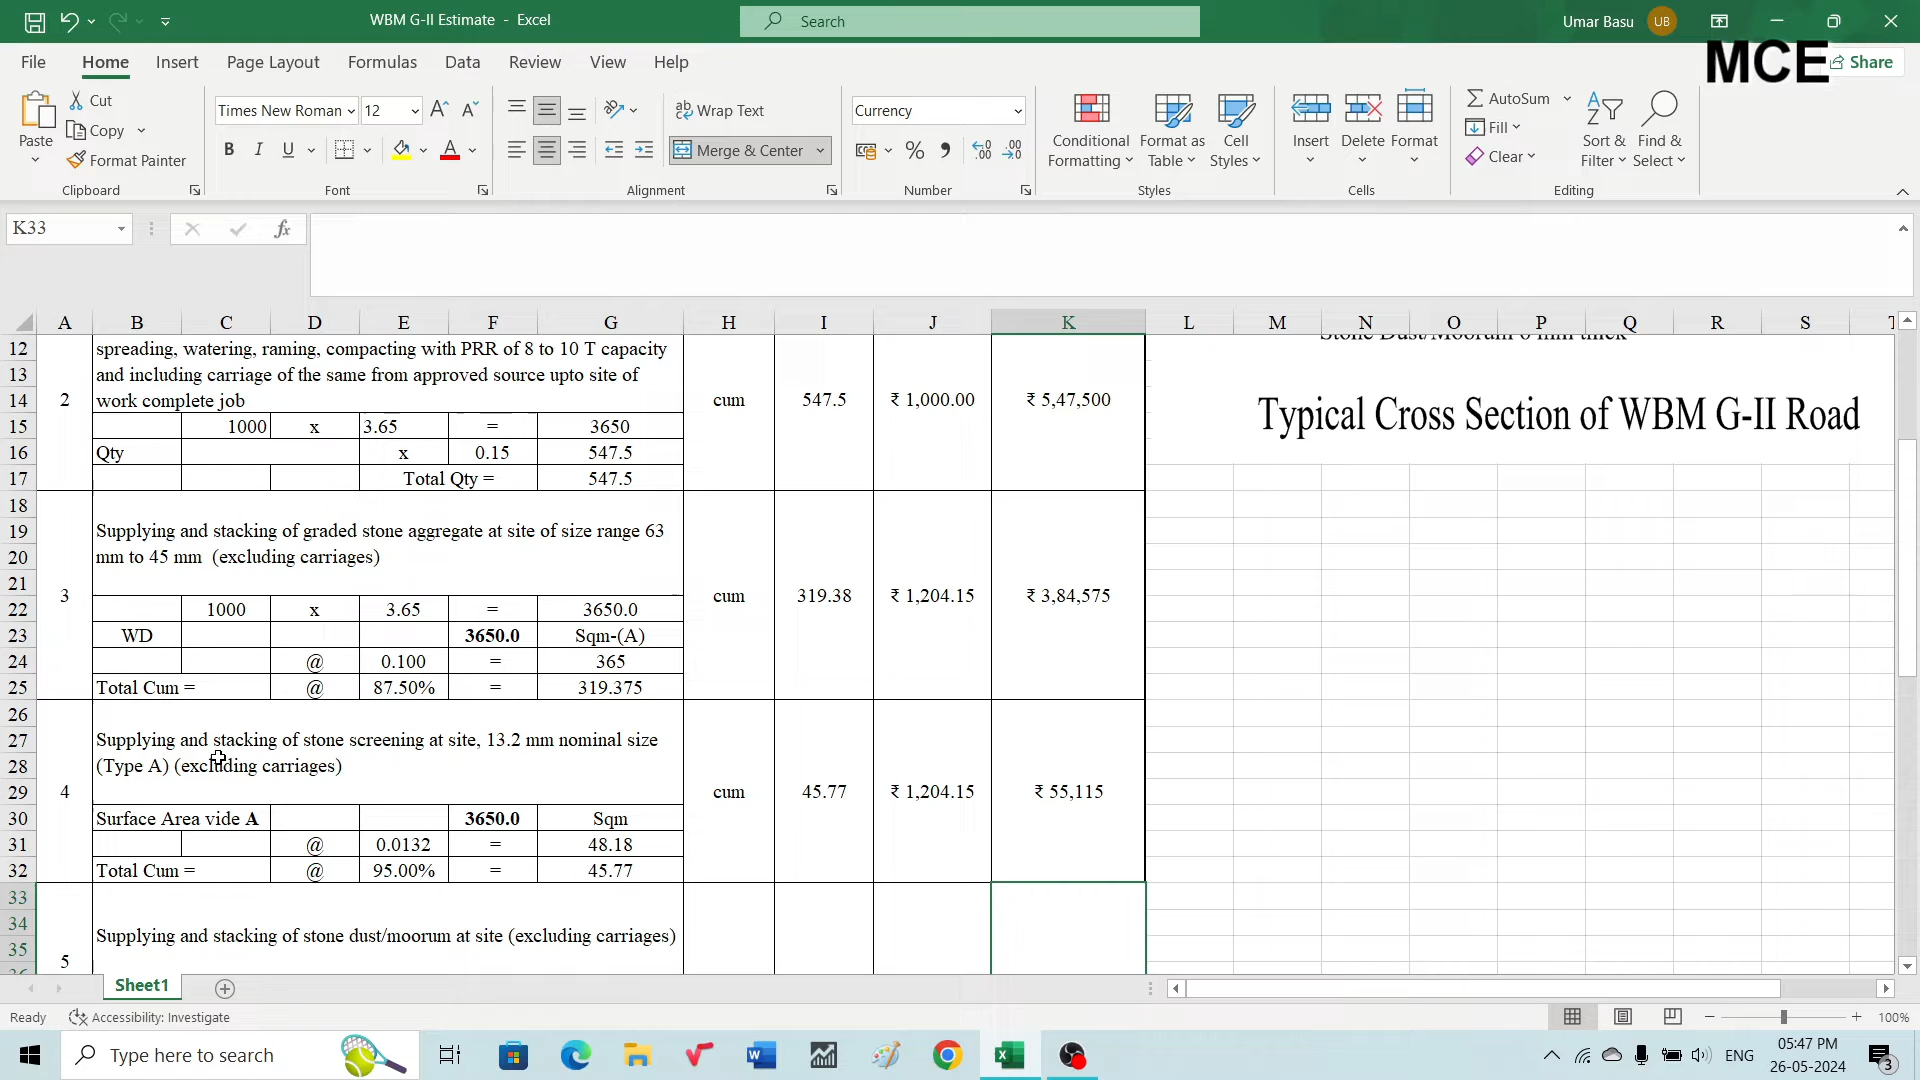 WBM G-II Estimate - Excel
Search
Umar Basu
UB
MCE
File Home Insert Page Layout Formulas Data Review View Help
Share
Paste
Cut
Copy
Format Painter
Clipboard
Times New Roman 12
B I U
Font
Wrap Text
Merge & Center
Alignment
Currency
Number
Conditional Formatting
Format as Table
Cell Styles
Styles
Insert Delete Format
Cells
AutoSum
Fill
Clear
Sort & Filter
Find & Select
Editing
K33
fx
A B C D E F G H I J K L M N O P Q R S
Typical Cross Section of WBM G-II Road
12 spreading, watering, raming, compacting with PRR of 8 to 10 T capacity
13 and including carriage of the same from approved source upto site of
14 2 work complete job cum 547.5 ₹ 1,000.00 ₹ 5,47,500
15 1000 x 3.65 = 3650
16 Qty x 0.15 547.5
17 Total Qty = 547.5
18
19 Supplying and stacking of graded stone aggregate at site of size range 63
20 mm to 45 mm (excluding carriages)
21
3 cum 319.38 ₹ 1,204.15 ₹ 3,84,575
22 1000 x 3.65 = 3650.0
23 WD 3650.0 Sqm-(A)
24 @ 0.100 = 365
25 Total Cum = @ 87.50% = 319.375
26
27 Supplying and stacking of stone screening at site, 13.2 mm nominal size
28 (Type A) (excluding carriages)
29 4 cum 45.77 ₹ 1,204.15 ₹ 55,115
30 Surface Area vide A 3650.0 Sqm
31 @ 0.0132 = 48.18
32 Total Cum = @ 95.00% = 45.77
33
34
35 Supplying and stacking of stone dust/moorum at site (excluding carriages)
5
Sheet1
Ready
Accessibility: Investigate
100%
Type here to search
ENG
05:47 PM
26-05-2024
3